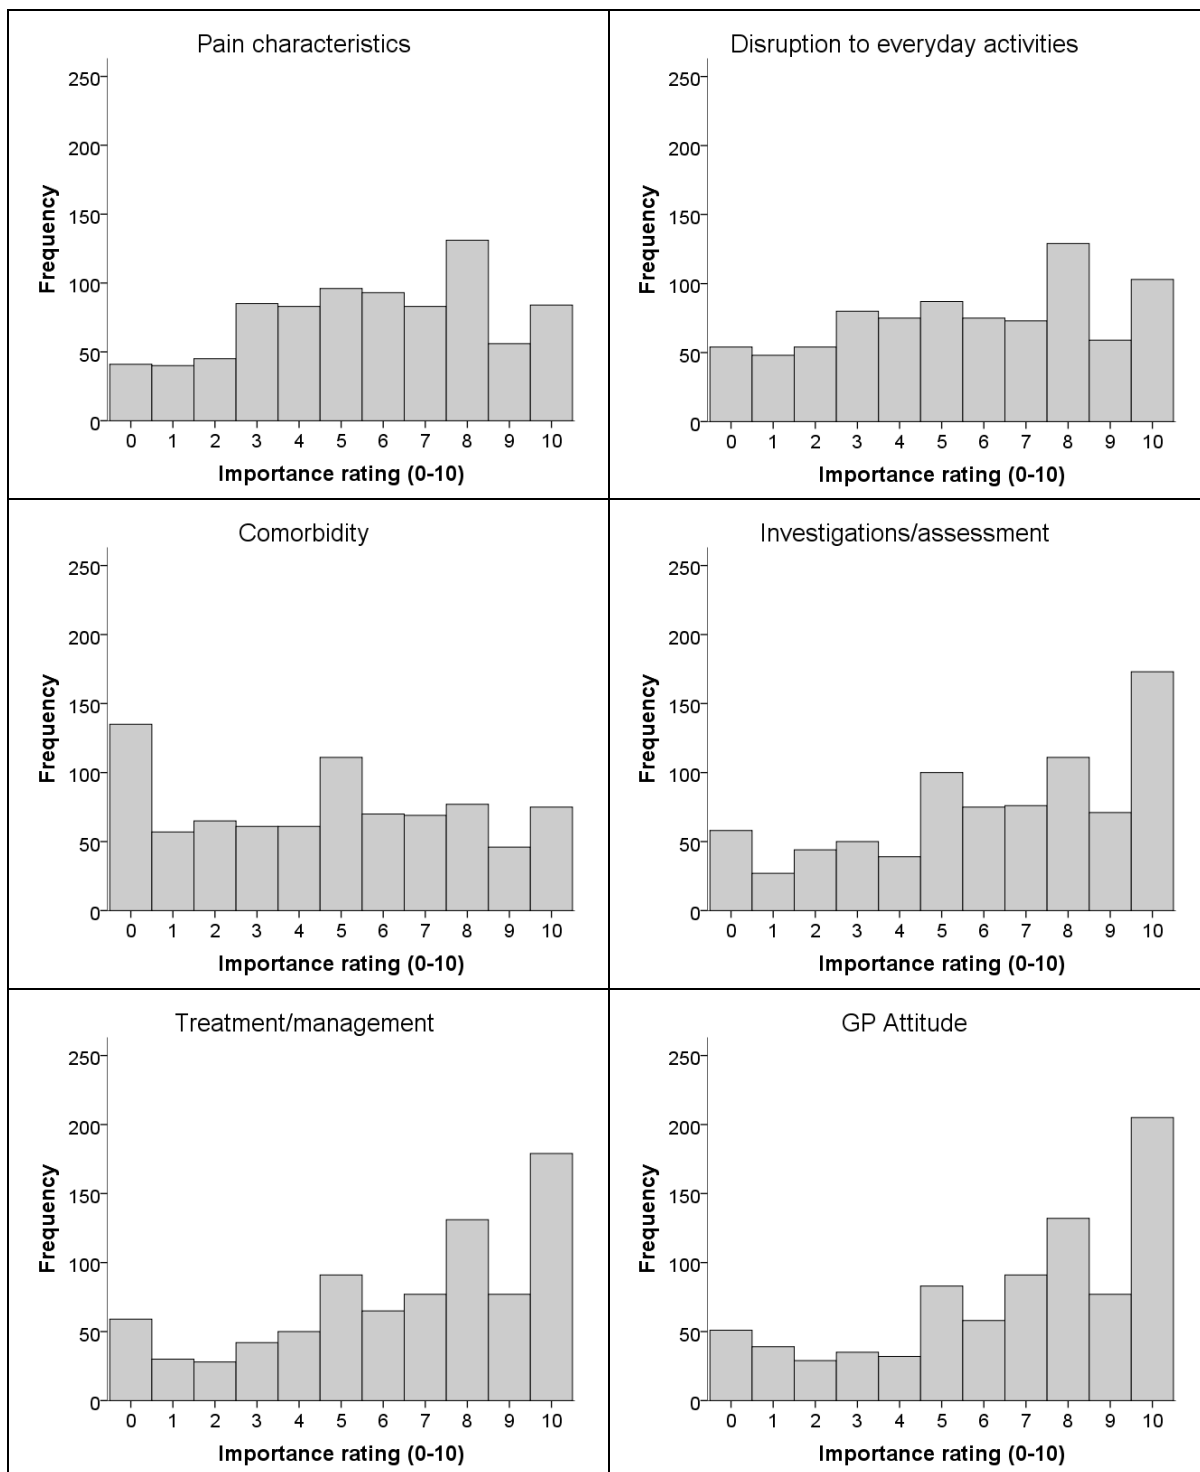 Pain characteristics
250
200
150
100
50
0
Frequency
0 1 2 3 4 5 6 7 8 9 10
Importance rating (0-10)
Disruption to everyday activities
250
200
150
100
50
0
Frequency
0 1 2 3 4 5 6 7 8 9 10
Importance rating (0-10)
Comorbidity
250
200
150
100
50
0
Frequency
0 1 2 3 4 5 6 7 8 9 10
Importance rating (0-10)
Investigations/assessment
250
200
150
100
50
0
Frequency
0 1 2 3 4 5 6 7 8 9 10
Importance rating (0-10)
Treatment/management
250
200
150
100
50
0
Frequency
0 1 2 3 4 5 6 7 8 9 10
Importance rating (0-10)
GP Attitude
250
200
150
100
50
0
Frequency
0 1 2 3 4 5 6 7 8 9 10
Importance rating (0-10)